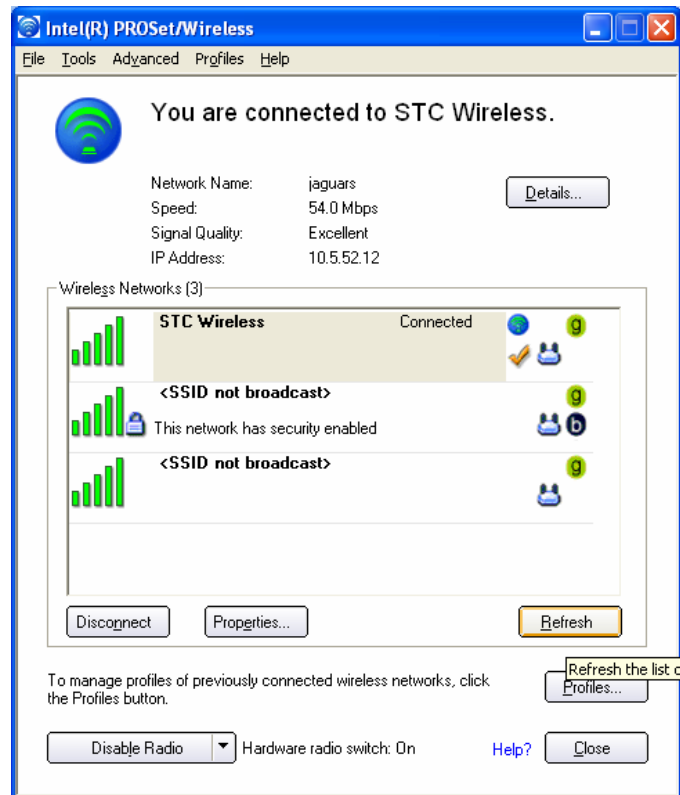 Intel(R) PROSet/Wireless
File Tools Advanced Profiles Help
You are connected to STC Wireless.
Network Name: jaguars
Details...
Speed: 54.0 Mbps
Signal Quality: Excellent
IP Address: 10.5.52.12
Wireless Networks (3)
STC Wireless Connected g
<SSID not broadcast> g
This network has security enabled b
<SSID not broadcast> g
Disconnect Properties... Refresh
Refresh the list
To manage profiles of previously connected wireless networks, click
the Profiles button.
Profiles...
Disable Radio Hardware radio switch: On Help? Close